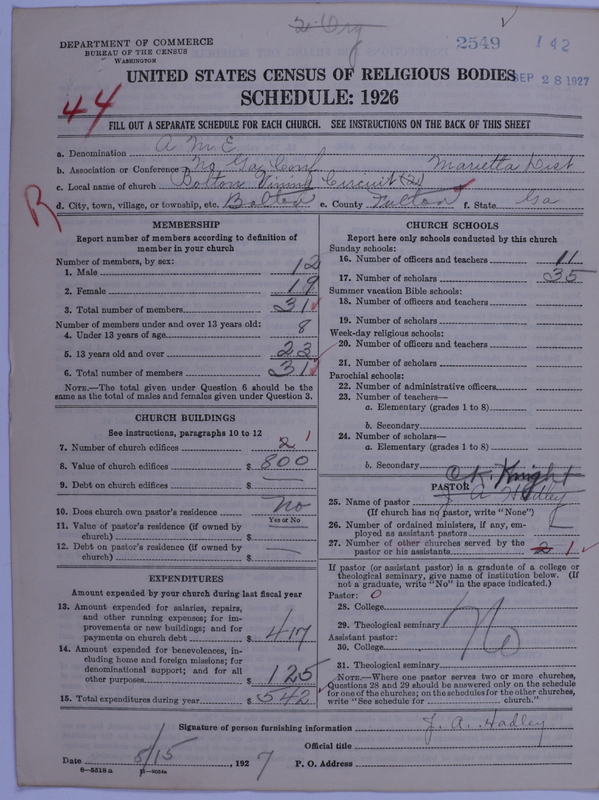 2 Org
DEPARTMENT OF COMMERCE
BUREAU OF THE CENSUS
WASHINGTON
2549 142
UNITED STATES CENSUS OF RELIGIOUS BODIES
SEP 28 1927
SCHEDULE: 1926
44
FILL OUT A SEPARATE SCHEDULE FOR EACH CHURCH. SEE INSTRUCTIONS ON THE BACK OF THIS SHEET
a. Denomination A M E
b. Association or Conference No Ga Conf Marietta Dist
c. Local name of church Bolton Vining Circuit (2)
R
d. City, town, village, or township, etc. Bolton e. County Fulton f. State Ga
MEMBERSHIP
Report number of members according to definition of member in your church
Number of members, by sex:
1. Male 12
2. Female 19
3. Total number of members 31
Number of members under and over 13 years old:
4. Under 13 years of age 8
5. 13 years old and over 23
6. Total number of members 31
NOTE.—The total given under Question 6 should be the same as the total of males and females given under Question 3.
CHURCH BUILDINGS
See instructions, paragraphs 10 to 12
7. Number of church edifices 2 1
8. Value of church edifices $ 800
9. Debt on church edifices $ —
10. Does church own pastor's residence? No
Yes or No
11. Value of pastor's residence (if owned by church) $
12. Debt on pastor's residence (if owned by church) $ —
EXPENDITURES
Amount expended by your church during last fiscal year
13. Amount expended for salaries, repairs, and other running expenses; for improvements or new buildings; and for payments on church debt $ 417
14. Amount expended for benevolences, including home and foreign missions; for denominational support; and for all other purposes $ 125
15. Total expenditures during year $ 542
CHURCH SCHOOLS
Report here only schools conducted by this church
Sunday schools:
16. Number of officers and teachers 11
17. Number of scholars 35
Summer vacation Bible schools:
18. Number of officers and teachers
19. Number of scholars
Week-day religious schools:
20. Number of officers and teachers
21. Number of scholars
Parochial schools:
22. Number of administrative officers
23. Number of teachers—
a. Elementary (grades 1 to 8)
b. Secondary
24. Number of scholars—
a. Elementary (grades 1 to 8)
b. Secondary
Knight
PASTOR
25. Name of pastor J A Hadley
(If church has no pastor, write "None")
26. Number of ordained ministers, if any, employed as assistant pastors
27. Number of other churches served by the pastor or his assistants 2 1
If pastor (or assistant pastor) is a graduate of a college or theological seminary, give name of institution below. (If not a graduate, write "No" in the space indicated.)
Pastor: O
28. College
29. Theological seminary No
Assistant pastor:
30. College
31. Theological seminary
NOTE.—Where one pastor serves two or more churches, Questions 28 and 29 should be answered only on the schedule for one of the churches; on the schedules for the other churches, write "See schedule for church."
Signature of person furnishing information J. A. Hadley
Official title
Date 5/15, 1927 P. O. Address
8—5518a